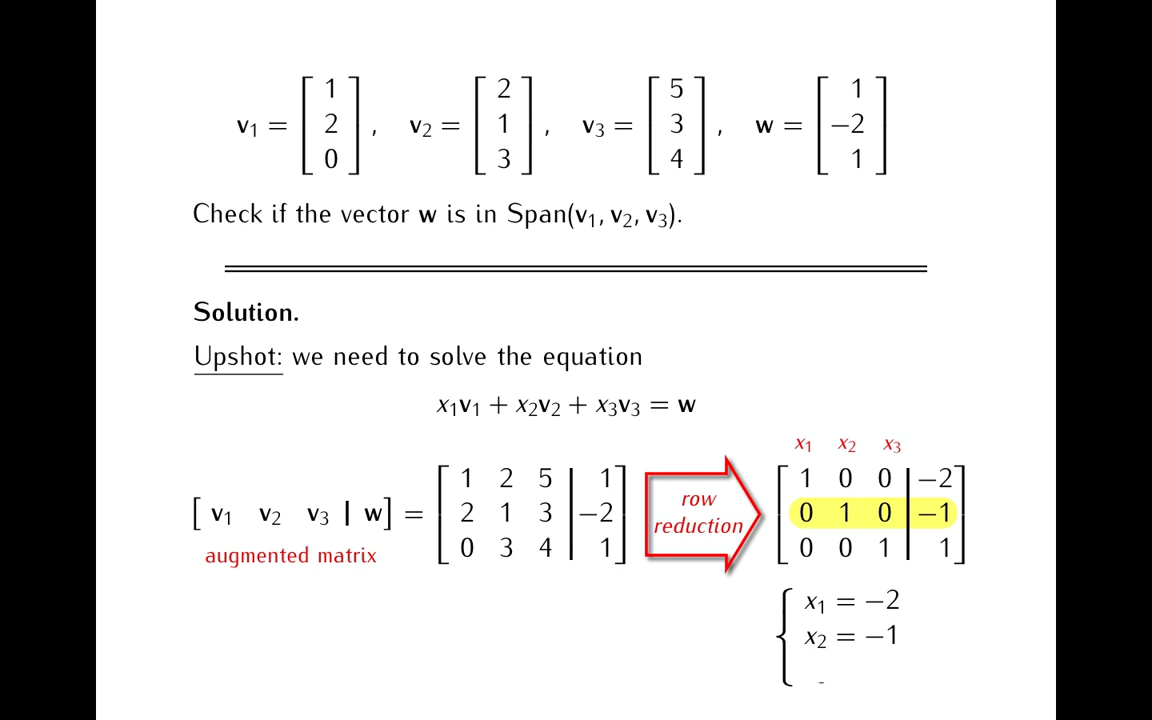 v₁ = [ 1 2 0 ], v₂ = [ 2 1 3 ], v₃ = [ 5 3 4 ], w = [ 1 −2 1 ]
Check if the vector w is in Span(v₁, v₂, v₃).
Solution.
Upshot: we need to solve the equation
x₁v₁ + x₂v₂ + x₃v₃ = w
x₁ x₂ x₃
1 2 5 | 1
1 0 0 | −2
[ v₁ v₂ v₃ | w ] =
2 1 3 | −2
row
reduction
0 1 0 | −1
0 3 4 | 1
0 0 1 | 1
augmented matrix
x₁ = −2
x₂ = −1